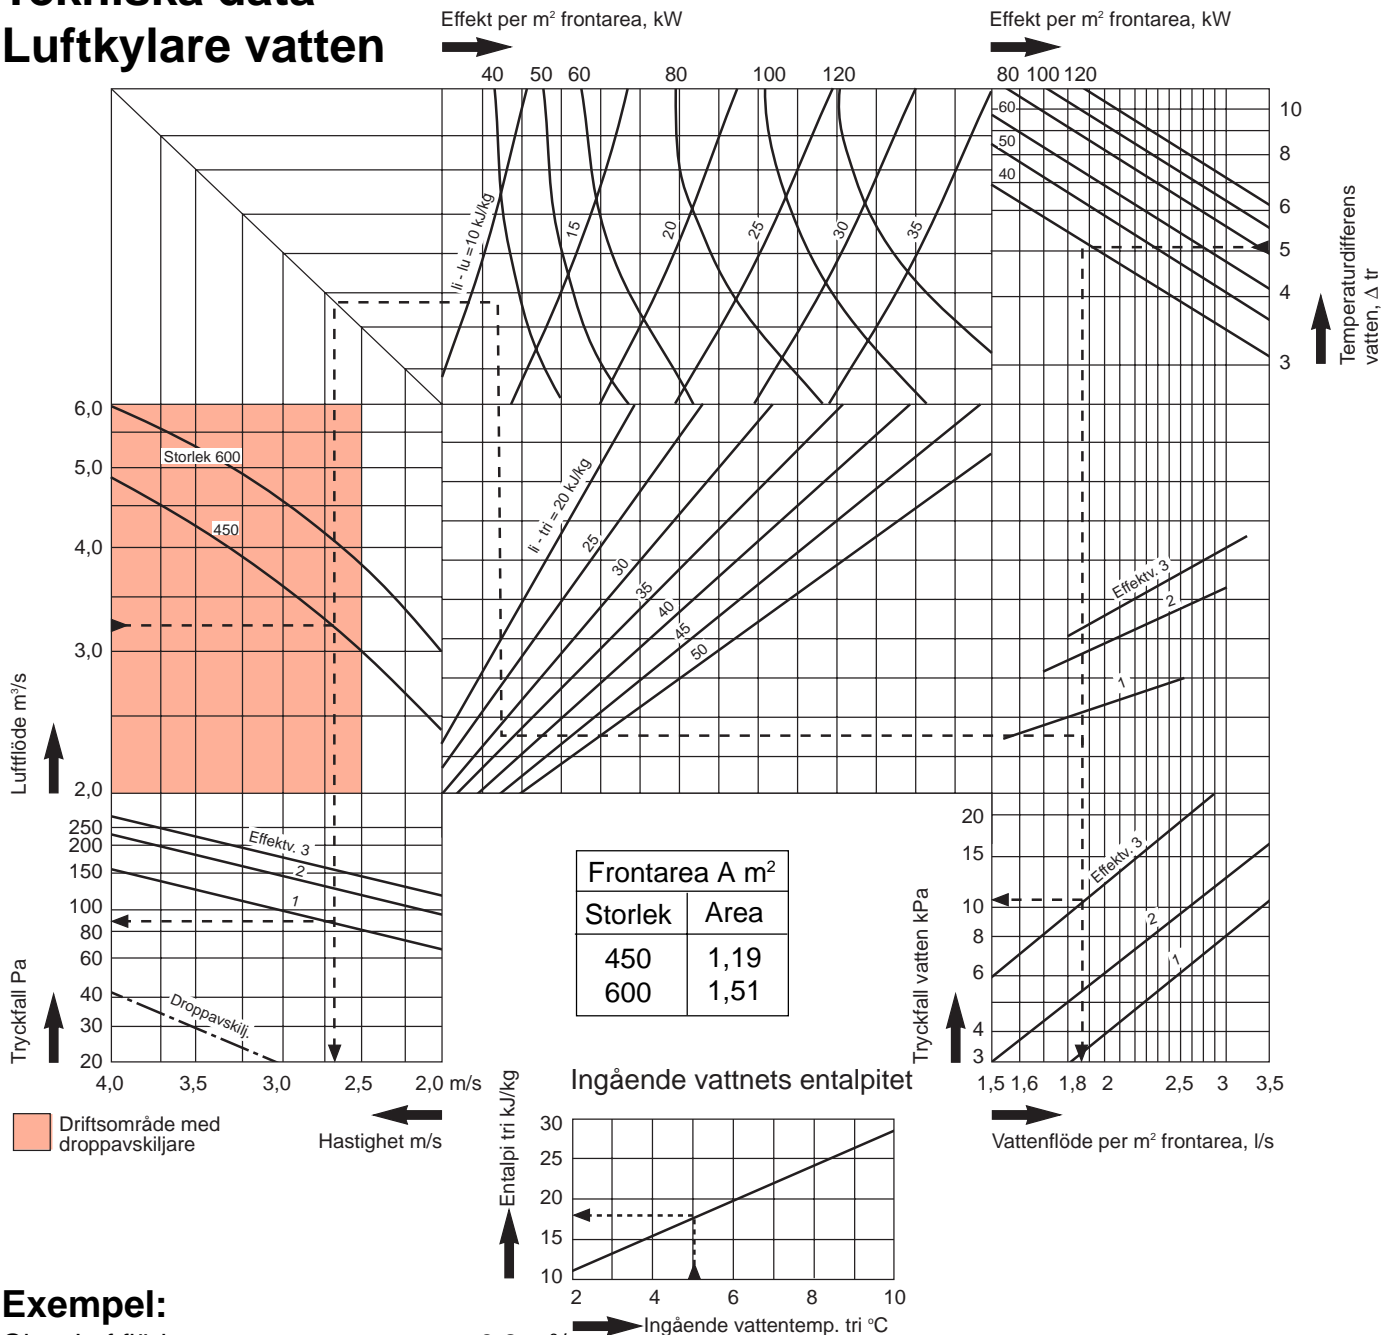 Luftkylare vatten
Effekt per m² frontarea, kW
Effekt per m² frontarea, kW
40 50 60 80 100 120
80 100 120
60
50
40
10
8
6
5
4
3
Temperaturdifferens
vatten, Δ tr
Ii - Iu =10 kJ/kg
15
20
25
30
35
6,0
5,0
4,0
3,0
2,0
Luftflöde m³/s
Storlek 600
450
Ii - tri = 20 kJ/kg
25
30
35
40
45
50
Effektv. 3
2
1
250
200
150
100
80
60
40
30
20
Tryckfall Pa
Effektv. 3
2
1
Droppavskilj.
4,0 3,5 3,0 2,5 2,0 m/s
Hastighet m/s
Driftsområde med
droppavskiljare
Frontarea A m²
Storlek Area
450 1,19
600 1,51
20
15
10
8
6
4
3
Tryckfall vatten kPa
Effektv. 3
2
1
1,5 1,6 1,8 2 2,5 3 3,5
Vattenflöde per m² frontarea, l/s
Ingående vattnets entalpitet
Entalpi tri kJ/kg
30
25
20
15
10
2 4 6 8 10
Ingående vattentemp. tri °C
Exempel: